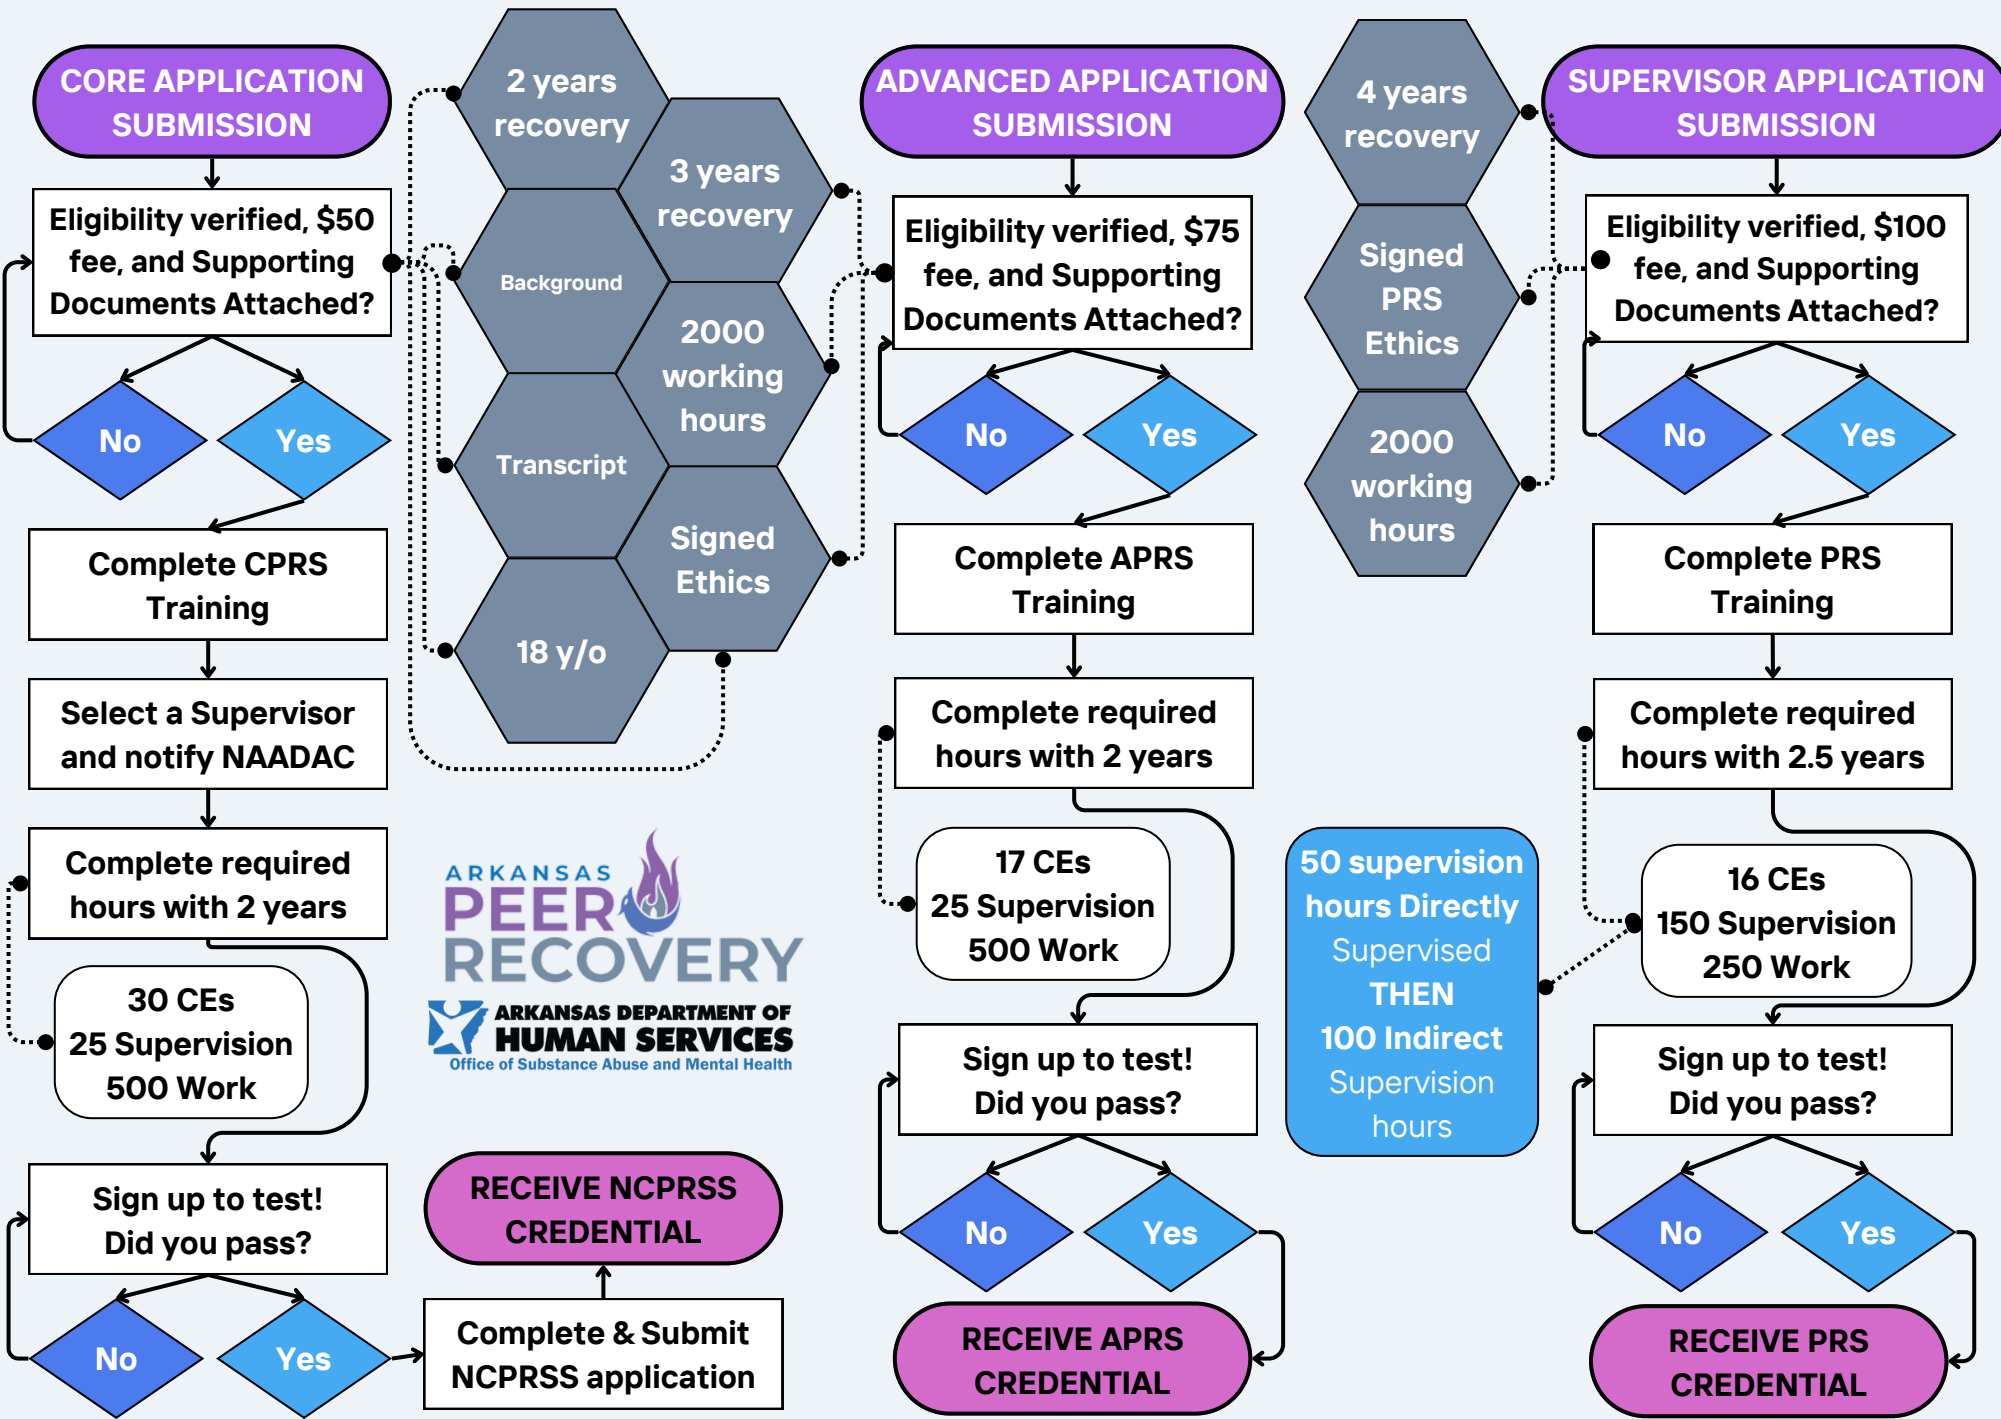 CORE APPLICATION
SUBMISSION
Eligibility verified, $50
fee, and Supporting
Documents Attached?
No
Yes
Complete CPRS
Training
Select a Supervisor
and notify NAADAC
Complete required
hours with 2 years
30 CEs
25 Supervision
500 Work
Sign up to test!
Did you pass?
No
Yes
Complete & Submit
NCPRSS application
RECEIVE NCPRSS
CREDENTIAL
2 years
recovery
Background
Transcript
18 y/o
3 years
recovery
2000
working
hours
Signed
Ethics
ARKANSAS
PEER
RECOVERY
ARKANSAS DEPARTMENT OF
HUMAN SERVICES
Office of Substance Abuse and Mental Health
ADVANCED APPLICATION
SUBMISSION
Eligibility verified, $75
fee, and Supporting
Documents Attached?
No
Yes
Complete APRS
Training
Complete required
hours with 2 years
17 CEs
25 Supervision
500 Work
Sign up to test!
Did you pass?
No
Yes
RECEIVE APRS
CREDENTIAL
4 years
recovery
Signed
PRS
Ethics
2000
working
hours
SUPERVISOR APPLICATION
SUBMISSION
Eligibility verified, $100
fee, and Supporting
Documents Attached?
No
Yes
Complete PRS
Training
Complete required
hours with 2.5 years
16 CEs
150 Supervision
250 Work
50 supervision
hours Directly
Supervised
THEN
100 Indirect
Supervision
hours
Sign up to test!
Did you pass?
No
Yes
RECEIVE PRS
CREDENTIAL